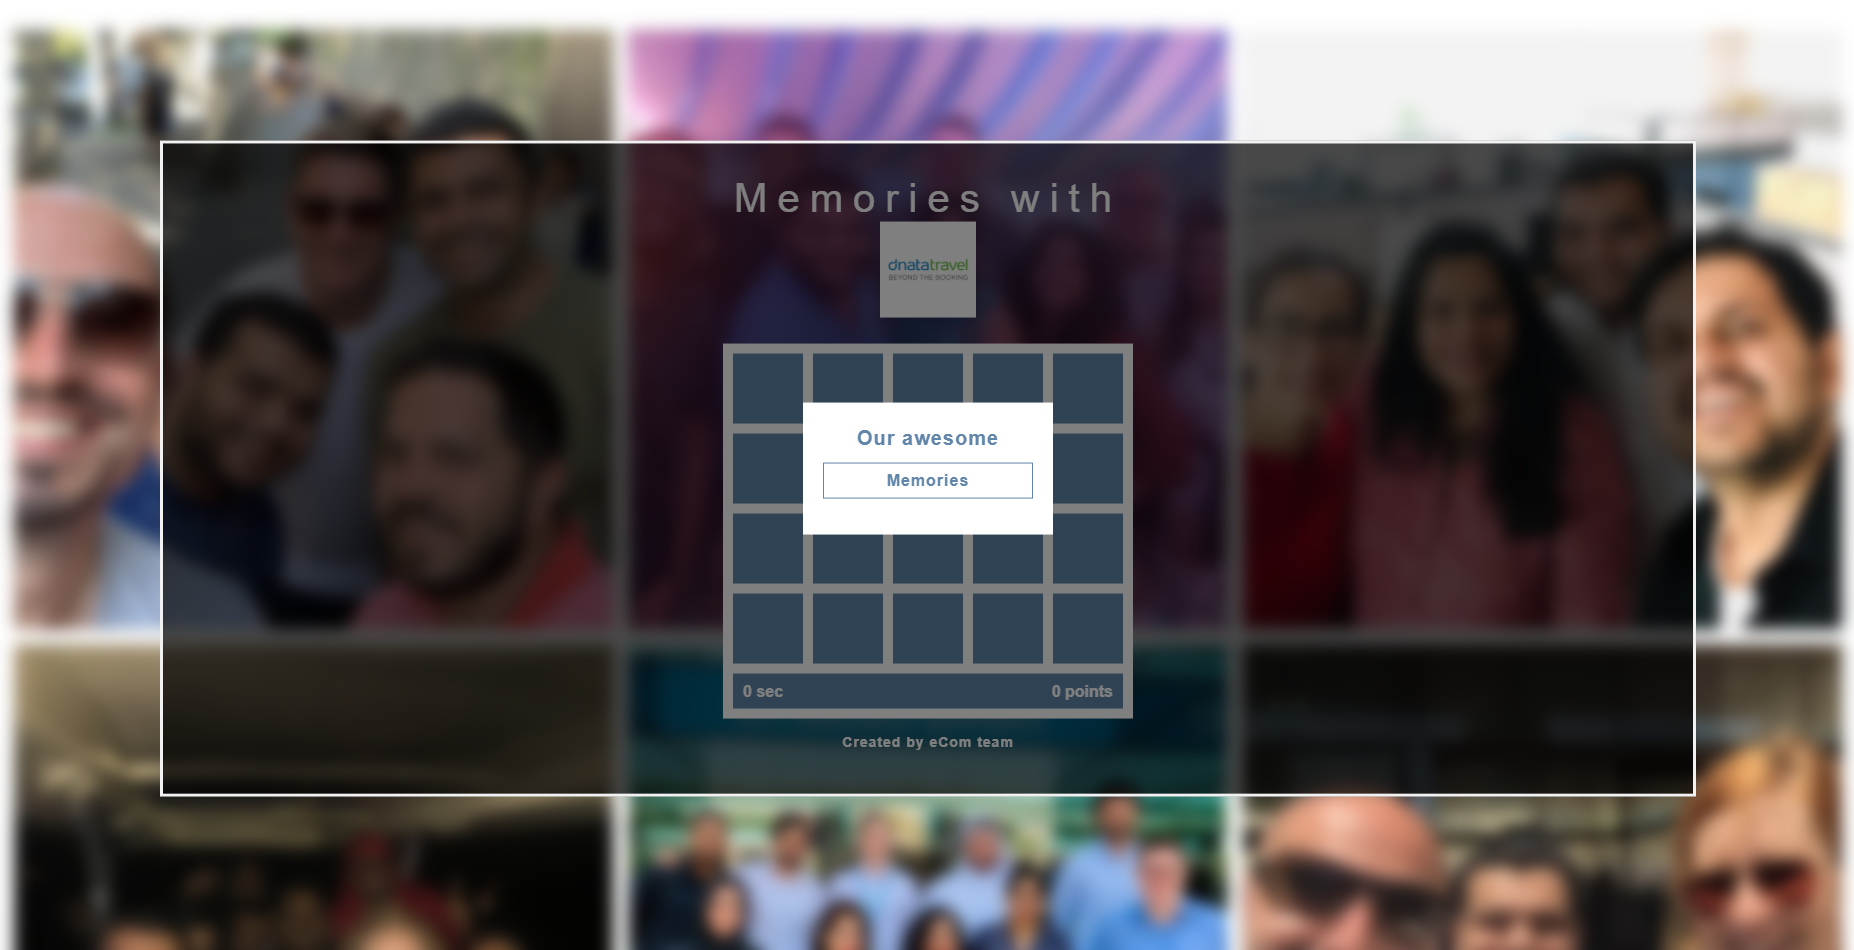 Memories with
dnatatravel
BEYOND THE BOOKING
Our awesome
Memories
0 sec
0 points
Created by eCom team